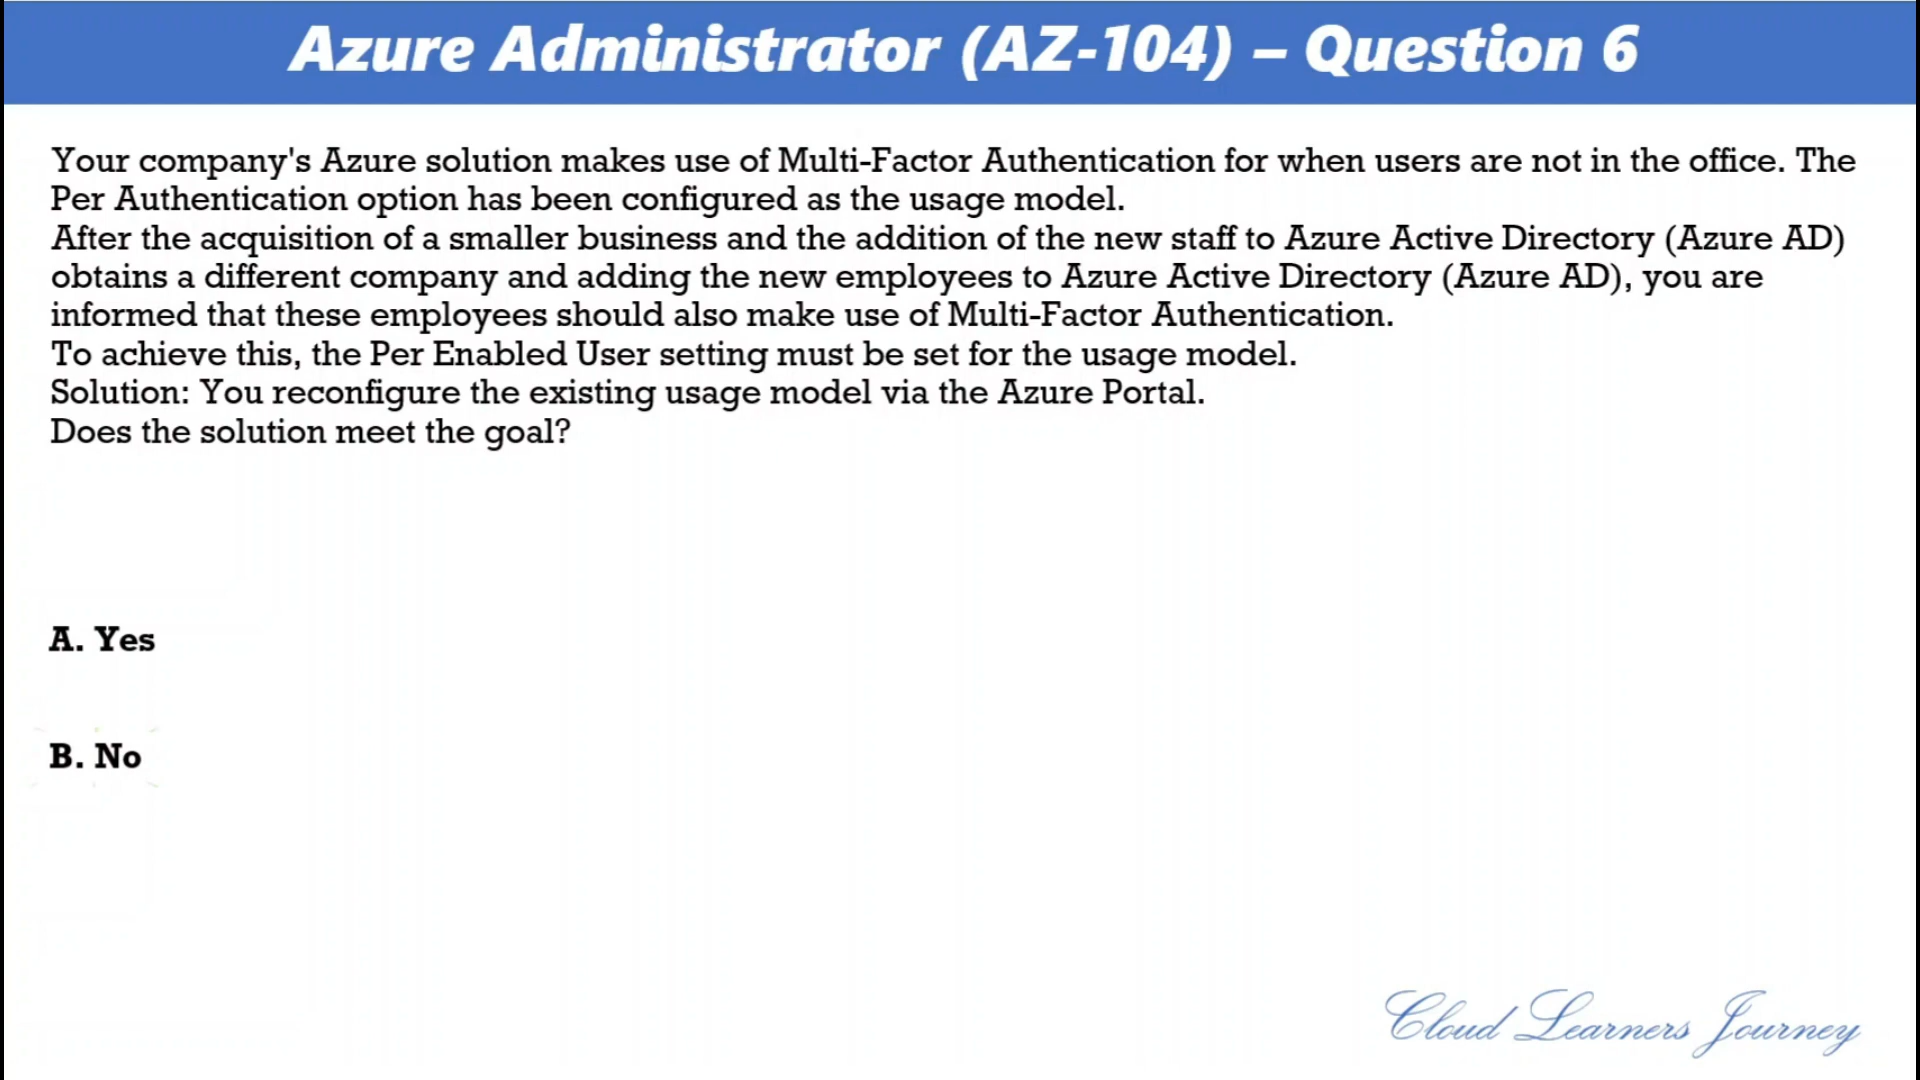 Azure Administrator (AZ-104) – Question 6
Your company's Azure solution makes use of Multi-Factor Authentication for when users are not in the office. The
Per Authentication option has been configured as the usage model.
After the acquisition of a smaller business and the addition of the new staff to Azure Active Directory (Azure AD)
obtains a different company and adding the new employees to Azure Active Directory (Azure AD), you are
informed that these employees should also make use of Multi-Factor Authentication.
To achieve this, the Per Enabled User setting must be set for the usage model.
Solution: You reconfigure the existing usage model via the Azure Portal.
Does the solution meet the goal?
A. Yes
B. No
Cloud Learners Journey